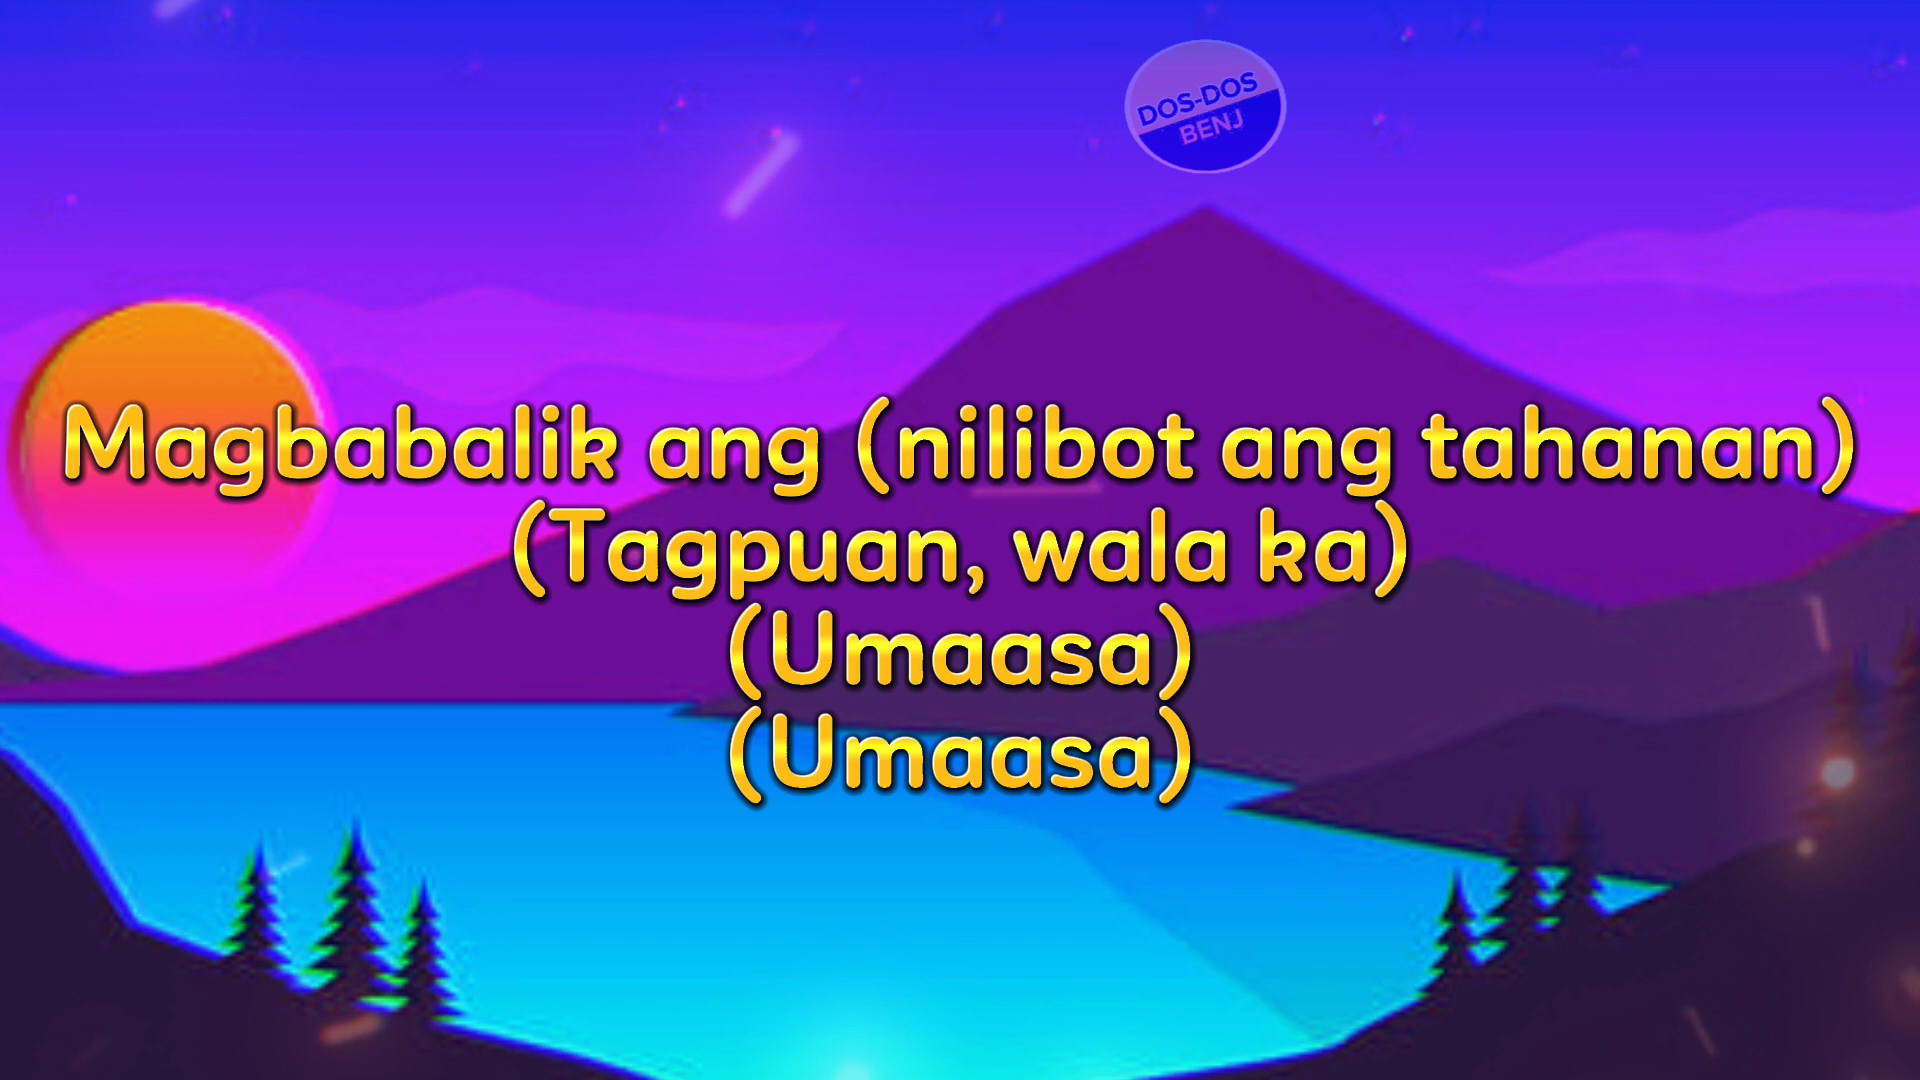 DOS-DOS
BENJ
Magbabalik ang (nilibot ang tahanan)
(Tagpuan, wala ka)
(Umaasa)
(Umaasa)